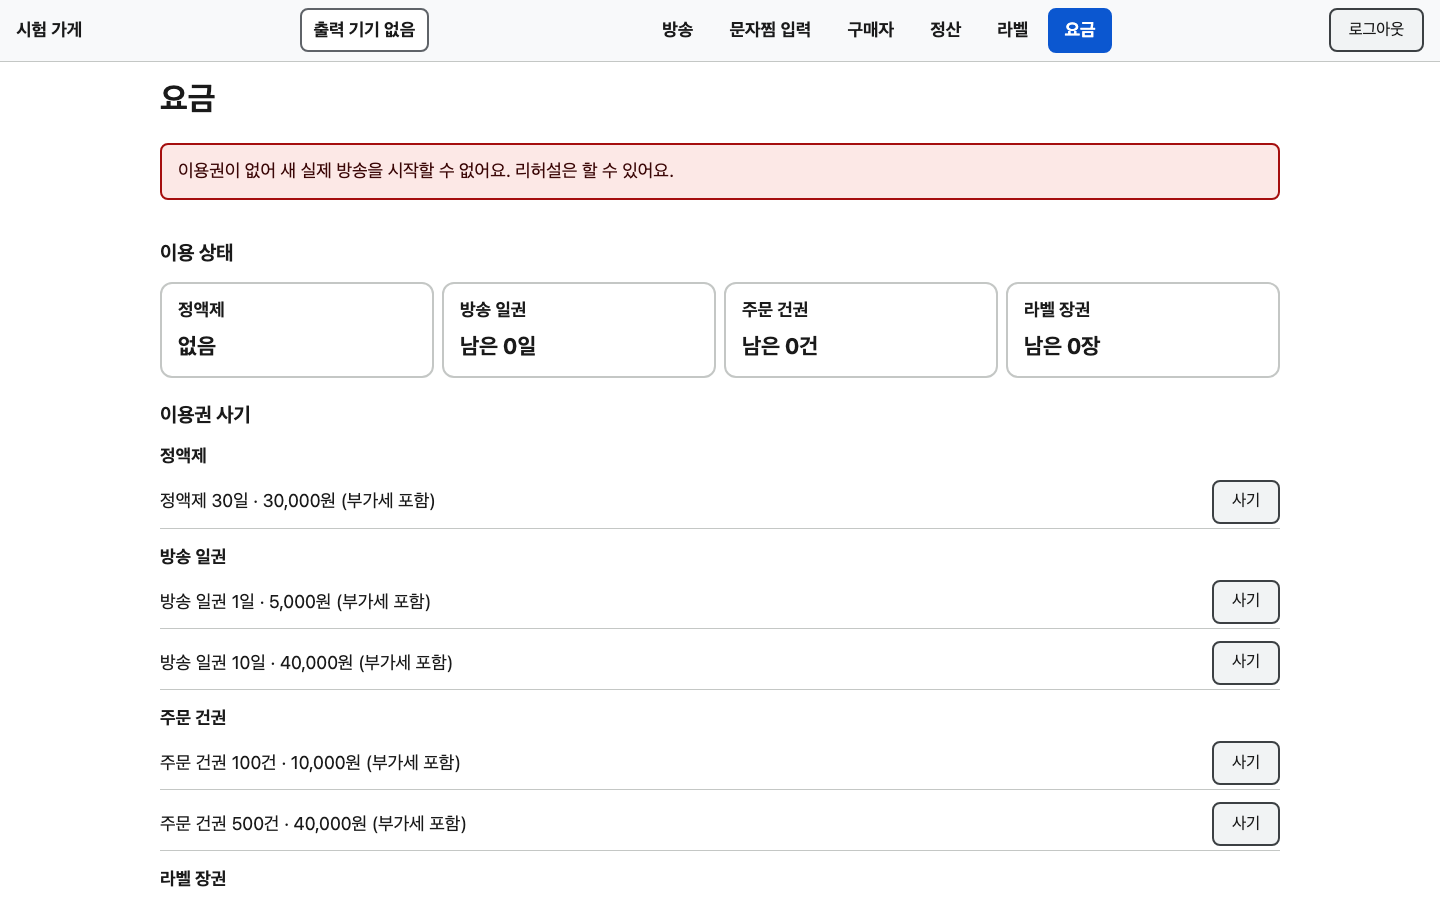 시험 가게
출력 기기 없음
방송
문자찜 입력
구매자
정산
라벨
요금
로그아웃
요금
이용권이 없어 새 실제 방송을 시작할 수 없어요. 리허설은 할 수 있어요.
이용 상태
정액제
없음
방송 일권
남은 0일
주문 건권
남은 0건
라벨 장권
남은 0장
이용권 사기
정액제
정액제 30일 · 30,000원 (부가세 포함)
사기
방송 일권
방송 일권 1일 · 5,000원 (부가세 포함)
사기
방송 일권 10일 · 40,000원 (부가세 포함)
사기
주문 건권
주문 건권 100건 · 10,000원 (부가세 포함)
사기
주문 건권 500건 · 40,000원 (부가세 포함)
사기
라벨 장권